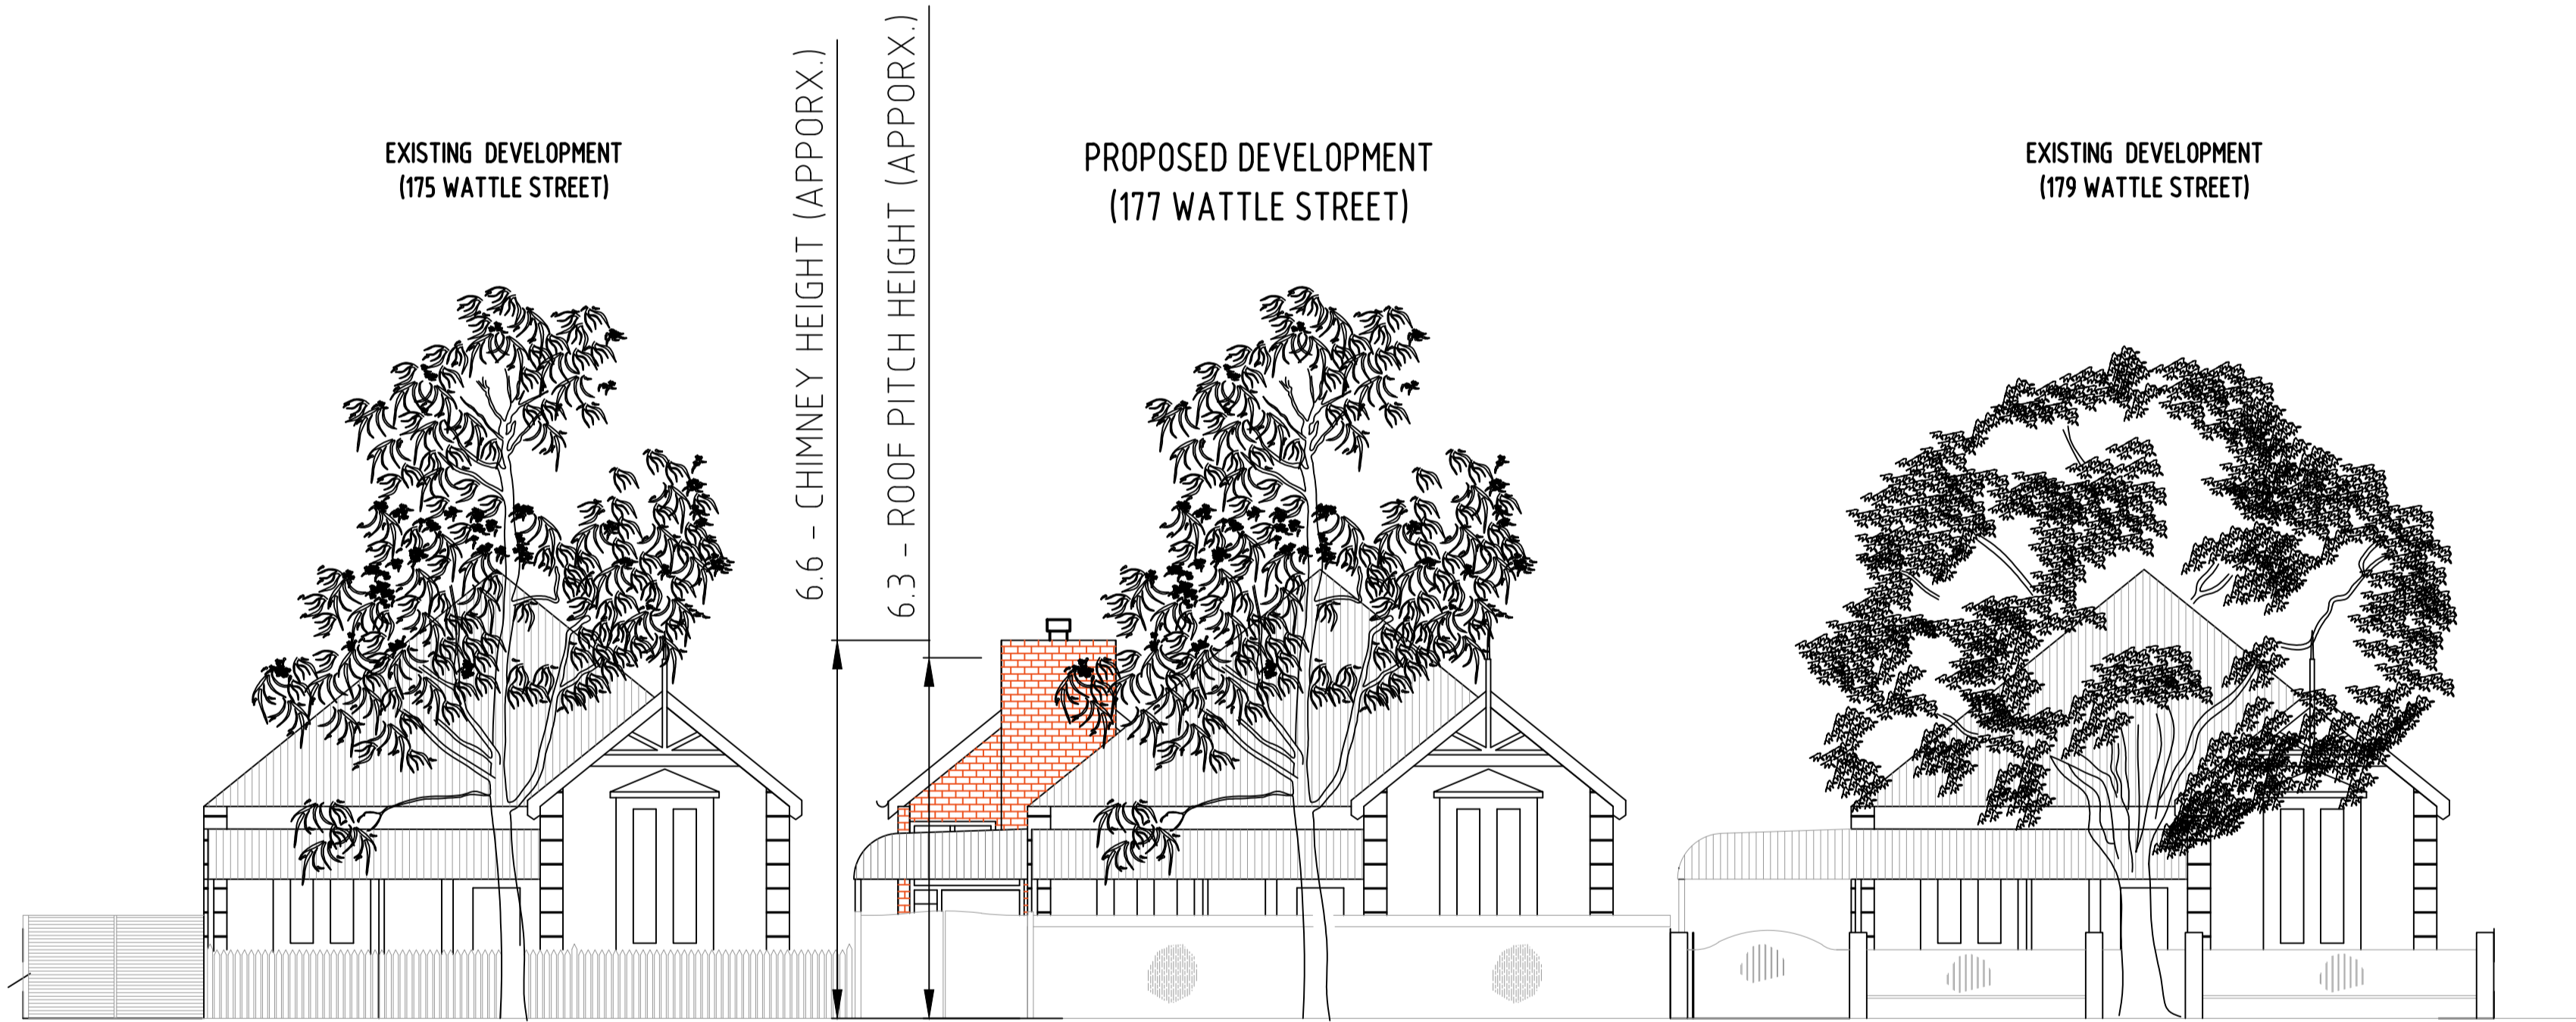 EXISTING DEVELOPMENT
(175 WATTLE STREET)
6.6 - CHIMNEY HEIGHT (APPORX.)
6.3 - ROOF PITCH HEIGHT (APPORX.)
PROPOSED DEVELOPMENT
(177 WATTLE STREET)
EXISTING DEVELOPMENT
(179 WATTLE STREET)